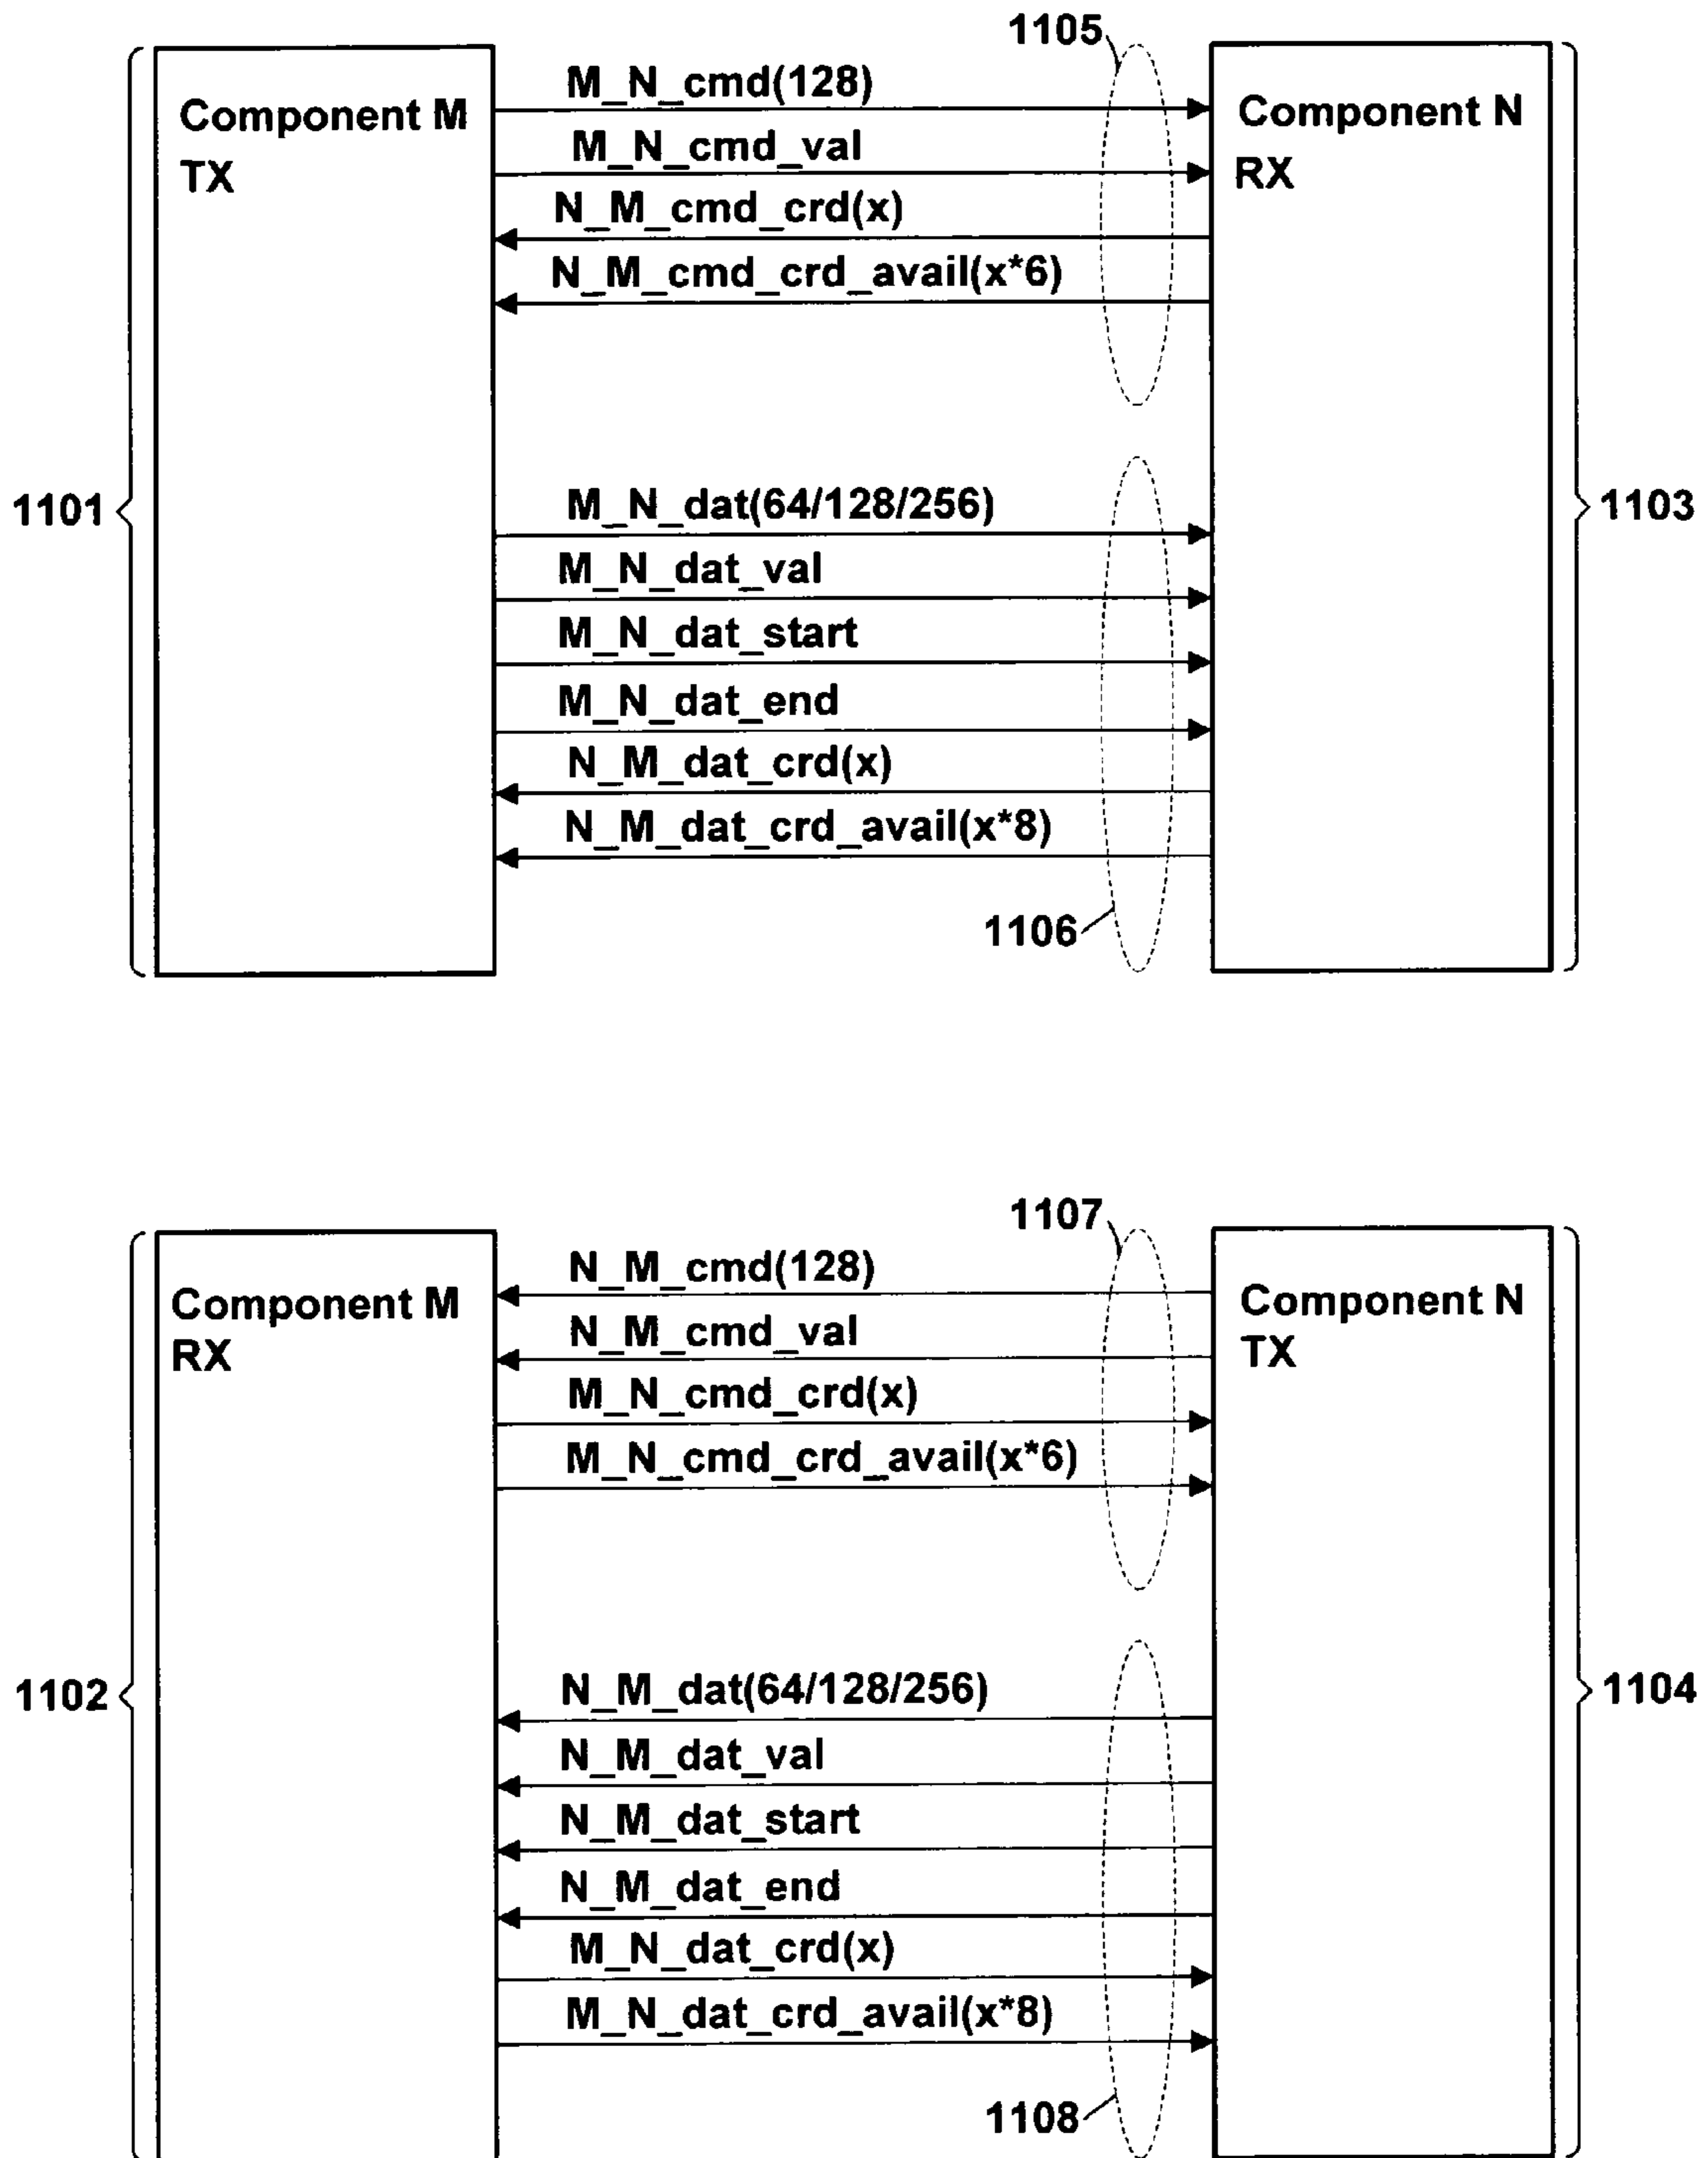 1105
Component M
TX
M_N_cmd(128)
M_N_cmd_val
N_M_cmd_crd(x)
N_M_cmd_crd_avail(x*6)
Component N
RX
1101
M_N_dat(64/128/256)
M_N_dat_val
M_N_dat_start
M_N_dat_end
N_M_dat_crd(x)
N_M_dat_crd_avail(x*8)
1103
1106
1107
Component M
RX
N_M_cmd(128)
N_M_cmd_val
M_N_cmd_crd(x)
M_N_cmd_crd_avail(x*6)
Component N
TX
1102
N_M_dat(64/128/256)
N_M_dat_val
N_M_dat_start
N_M_dat_end
M_N_dat_crd(x)
M_N_dat_crd_avail(x*8)
1104
1108